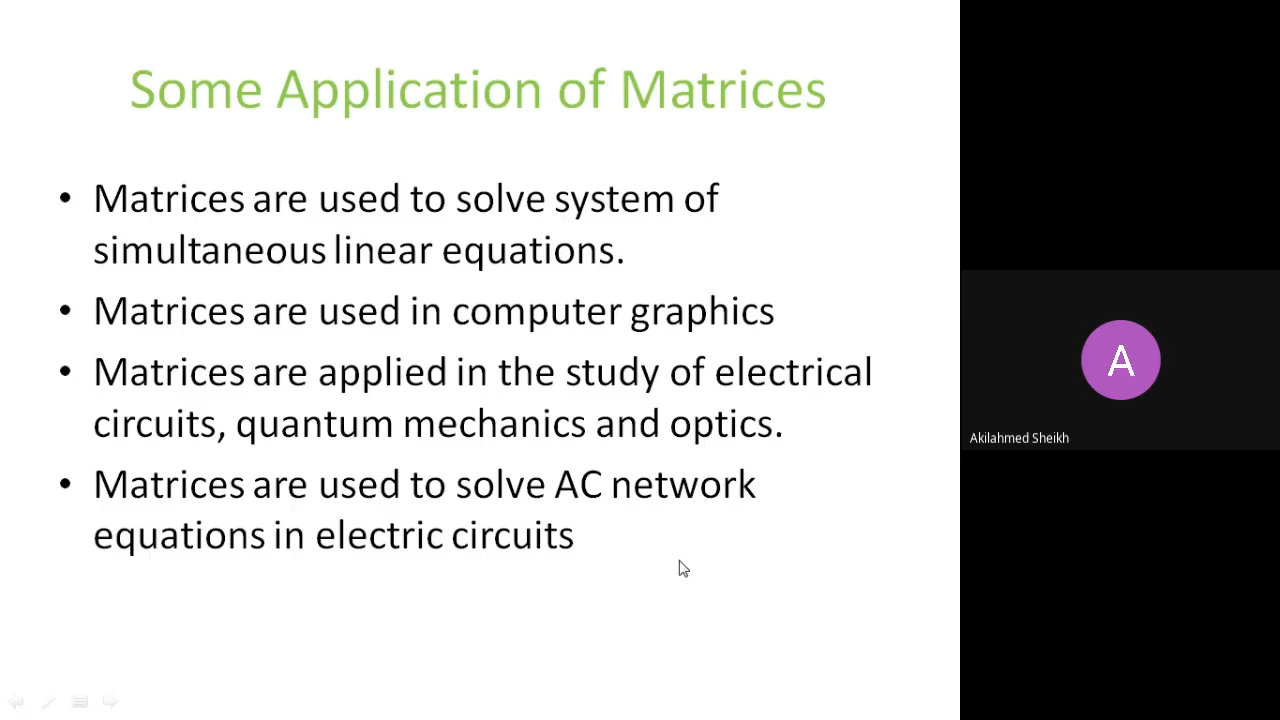 Some Application of Matrices
• Matrices are used to solve system of
simultaneous linear equations.
• Matrices are used in computer graphics
• Matrices are applied in the study of electrical
circuits, quantum mechanics and optics.
• Matrices are used to solve AC network
equations in electric circuits
A
Akilahmed Sheikh